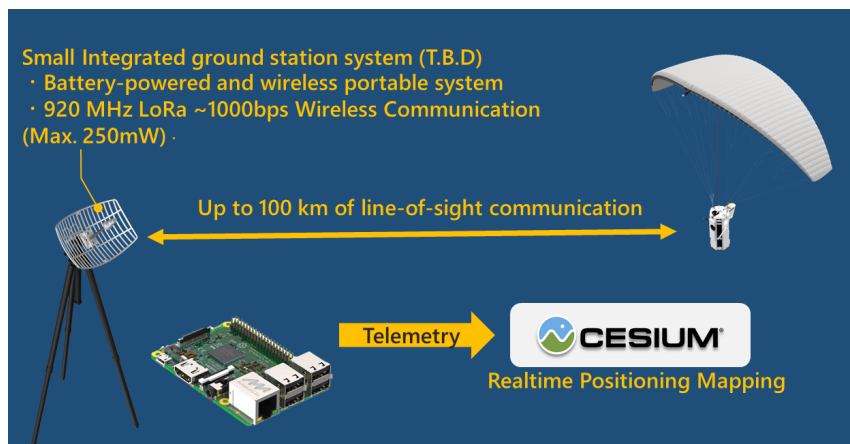 Small Integrated ground station system (T.B.D)
・Battery-powered and wireless portable system
・920 MHz LoRa ~1000bps Wireless Communication
(Max. 250mW) .
Up to 100 km of line-of-sight communication
Telemetry
CESIUM
Realtime Positioning Mapping